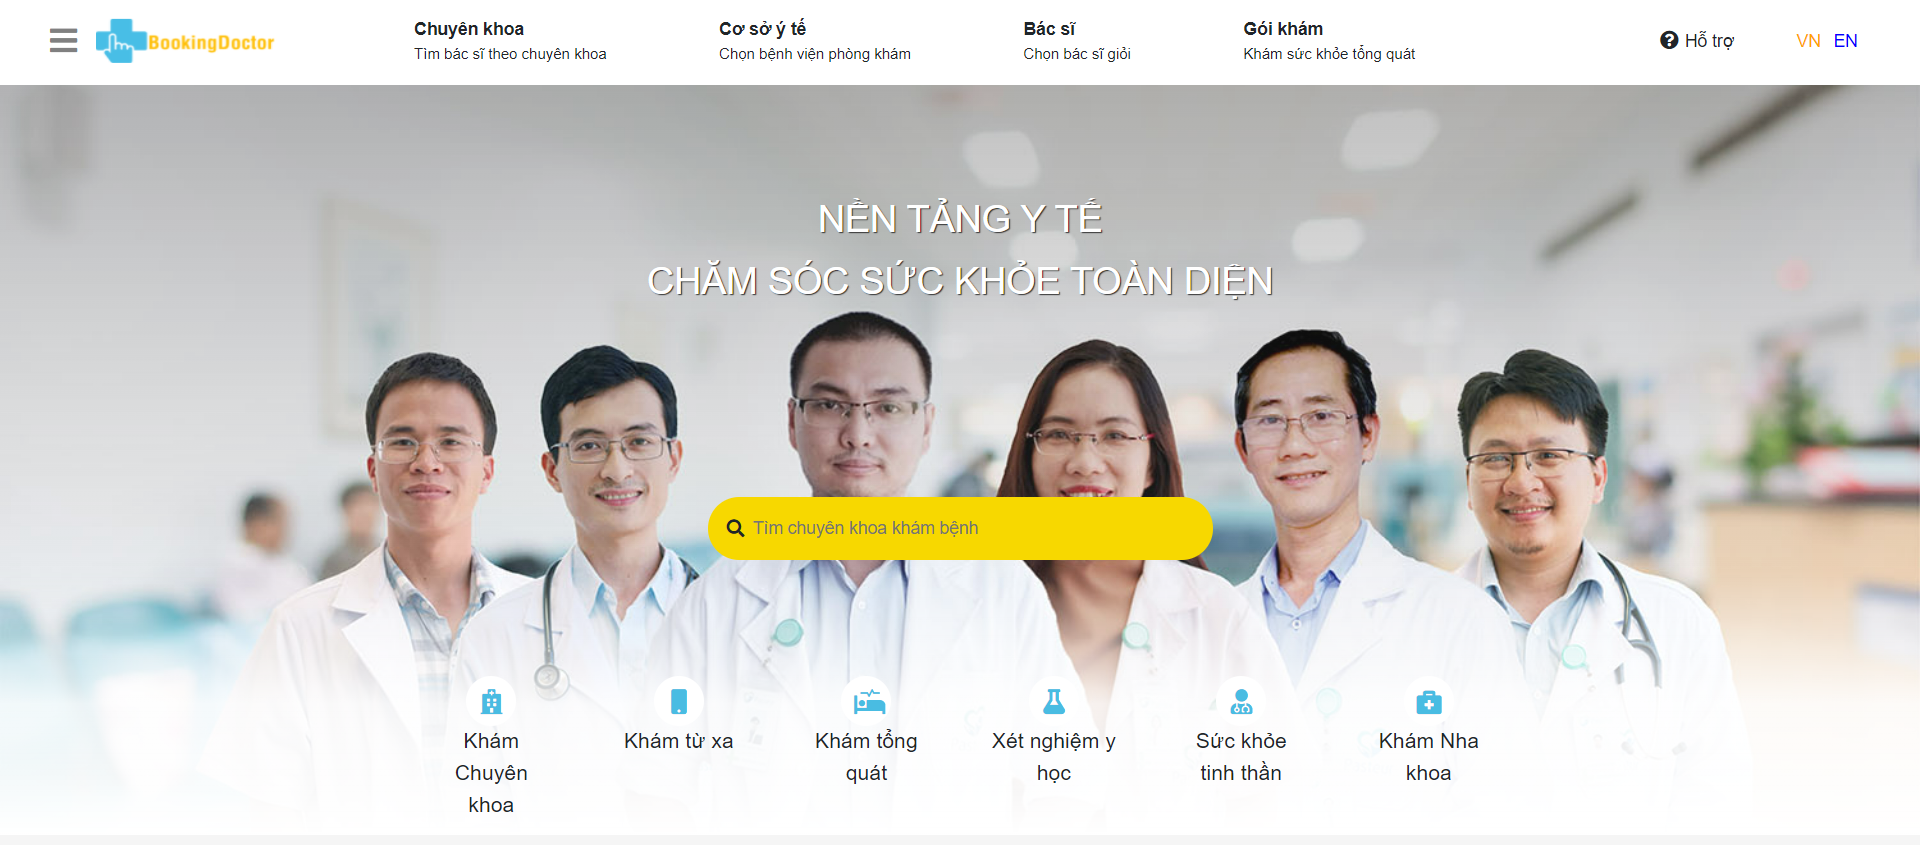 BookingDoctor
Chuyên khoa
Tìm bác sĩ theo chuyên khoa
Cơ sở y tế
Chọn bệnh viện phòng khám
Bác sĩ
Chọn bác sĩ giỏi
Gói khám
Khám sức khỏe tổng quát
Hỗ trợ
VN EN
NỀN TẢNG Y TẾ
CHĂM SÓC SỨC KHỎE TOÀN DIỆN
Tìm chuyên khoa khám bệnh
Khám
Chuyên
khoa
Khám từ xa
Khám tổng
quát
Xét nghiệm y
học
Sức khỏe
tinh thần
Khám Nha
khoa